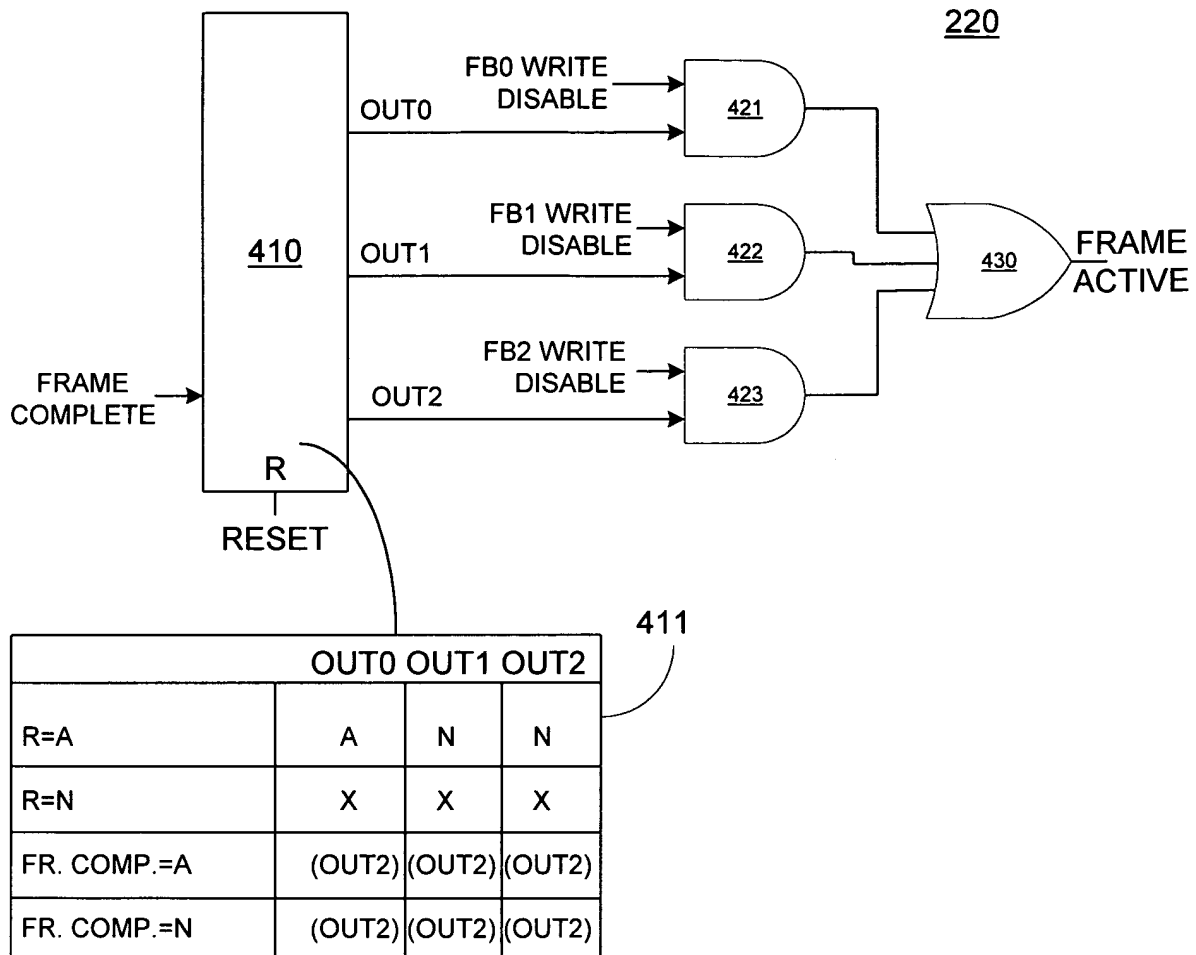 220
FB0 WRITE
DISABLE
OUT0
421
FB1 WRITE
DISABLE
OUT1
422
410
430
FRAME
ACTIVE
FB2 WRITE
DISABLE
OUT2
423
FRAME
COMPLETE
R
RESET
411
OUT0 OUT1 OUT2
R=A A N N
R=N X X X
FR. COMP.=A (OUT2) (OUT2) (OUT2)
FR. COMP.=N (OUT2) (OUT2) (OUT2)